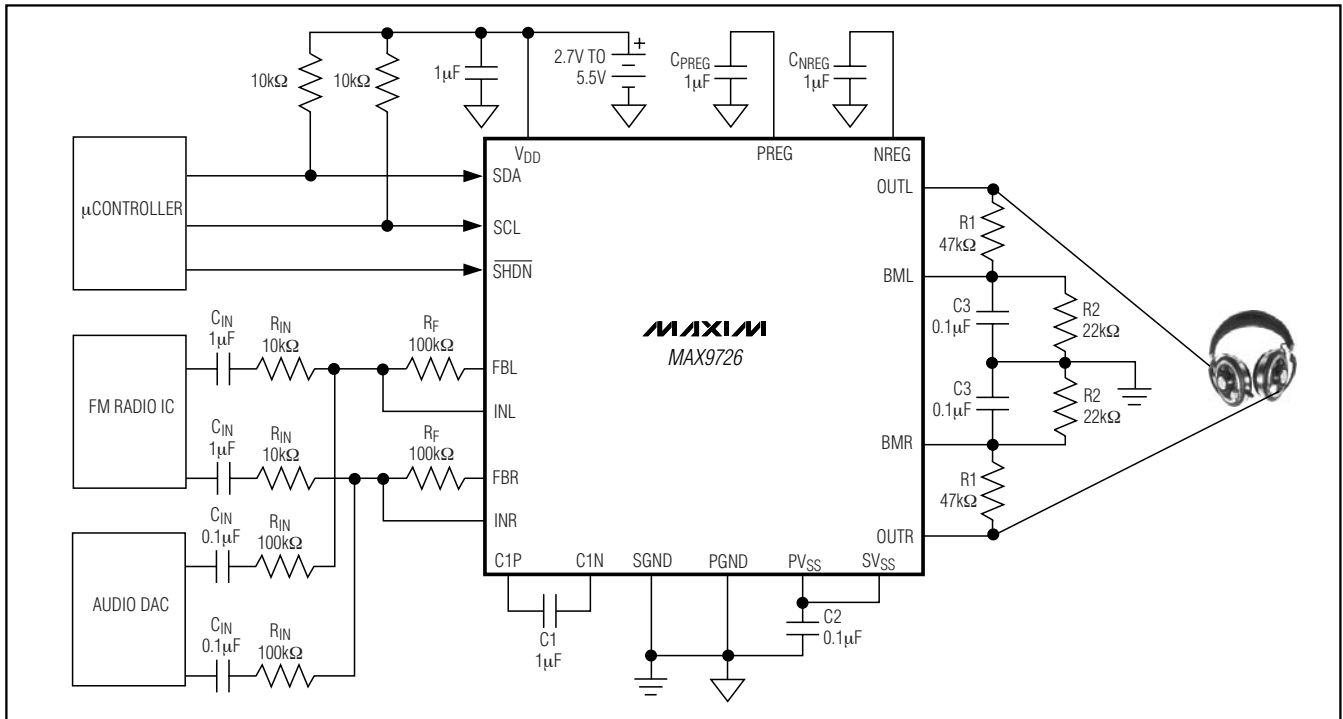 10kΩ
10kΩ
1μF
2.7V TO
5.5V
+
CPREG
1μF
CNREG
1μF
μCONTROLLER
VDD
PREG
NREG
SDA
SCL
SHDN
OUTL
R1
47kΩ
BML
C3
0.1μF
R2
22kΩ
C3
0.1μF
R2
22kΩ
BMR
R1
47kΩ
OUTR
MAXIM
MAX9726
FM RADIO IC
CIN
1μF
RIN
10kΩ
RF
100kΩ
FBL
INL
CIN
1μF
RIN
10kΩ
RF
100kΩ
FBR
INR
AUDIO DAC
CIN
0.1μF
RIN
100kΩ
CIN
0.1μF
RIN
100kΩ
C1P
C1N
SGND
PGND
PVSS
SVSS
C1
1μF
C2
0.1μF